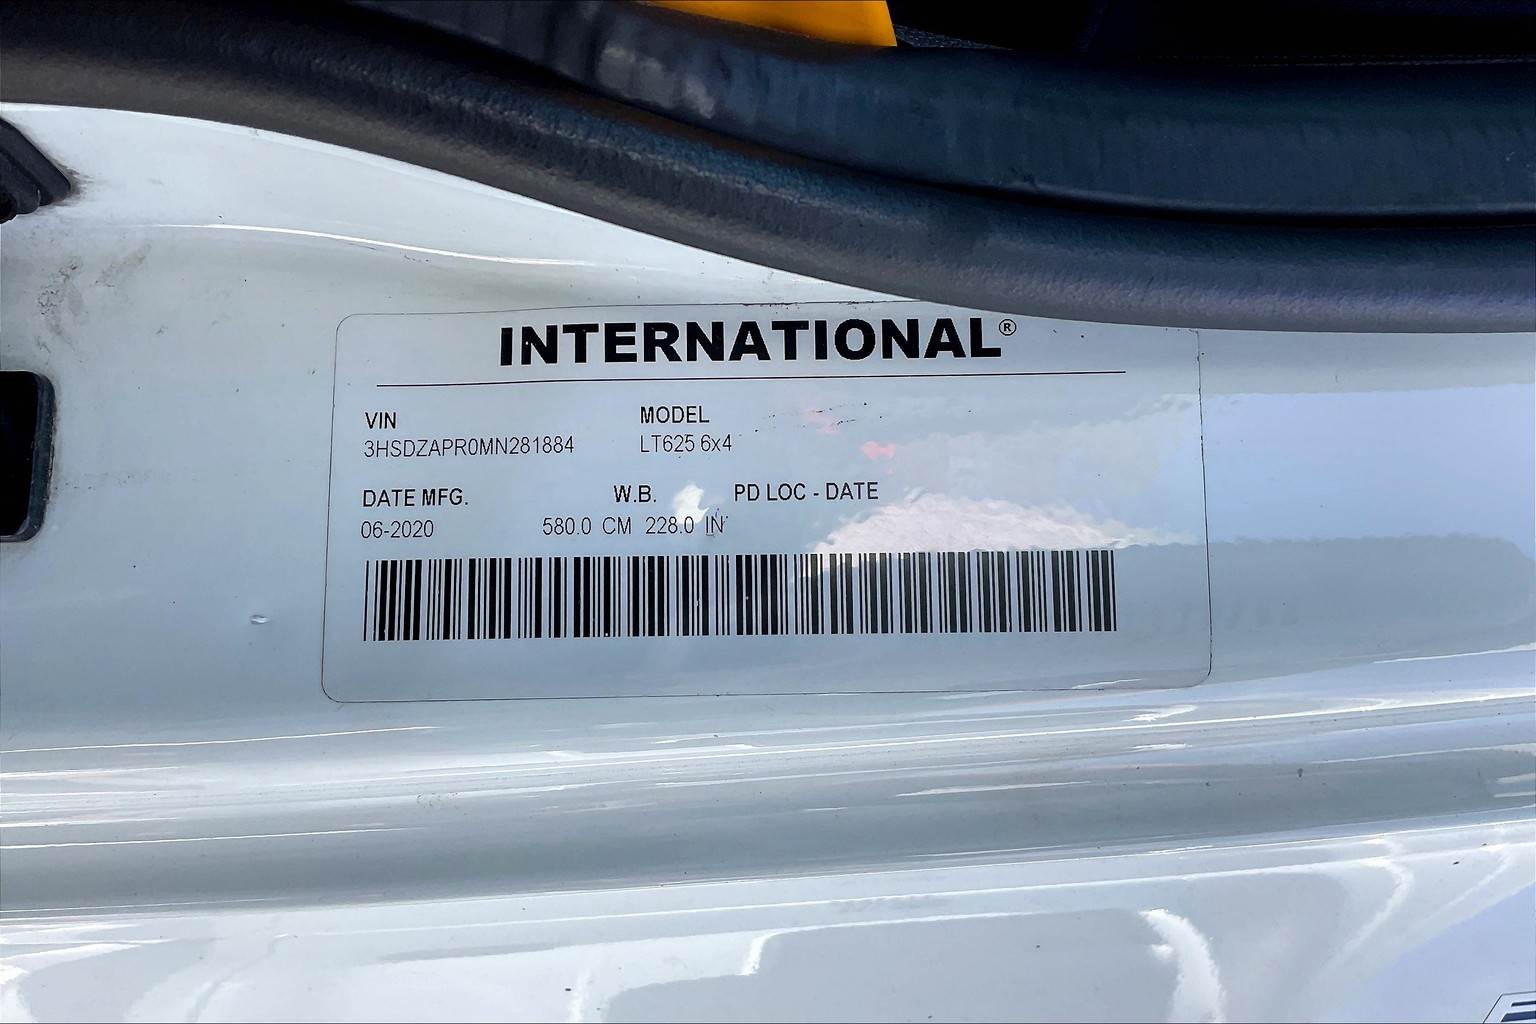 INTERNATIONAL®
VIN MODEL
3HSDZAPR0MN281884 LT625 6x4
DATE MFG. W.B. PD LOC - DATE
06-2020 580.0 CM 228.0 IN